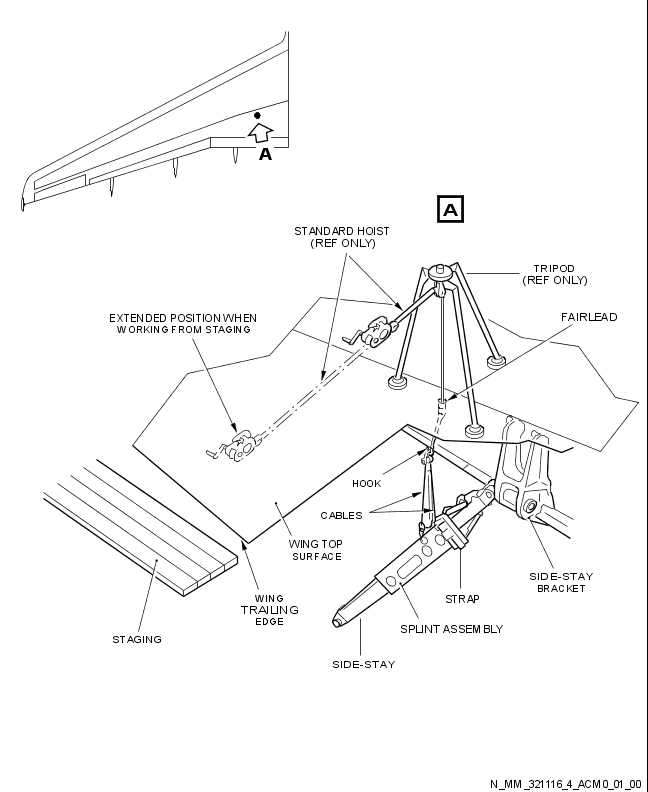 A
A
STANDARD HOIST
(REF ONLY)
TRIPOD
(REF ONLY)
EXTENDED POSITION WHEN
WORKING FROM STAGING
FAIRLEAD
HOOK
CABLES
WING TOP
SURFACE
SIDE-STAY
BRACKET
WING
TRAILING
EDGE
STRAP
STAGING
SPLINT ASSEMBLY
SIDE-STAY
N_MM_321116_4_ACM0_01_00